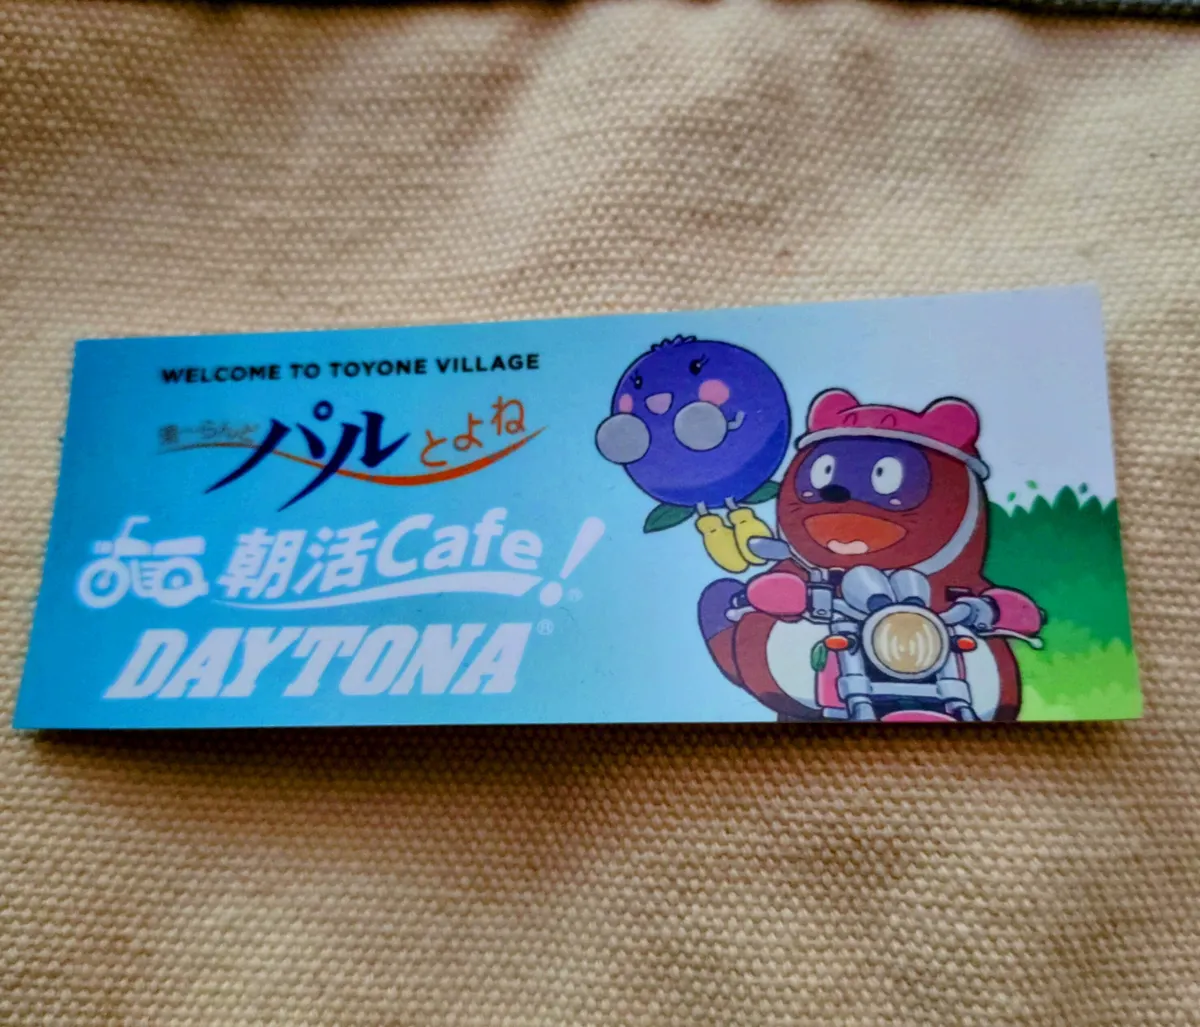 WELCOME TO TOYONE VILLAGE
パルとよね
朝活Cafe!®
DAYTONA®